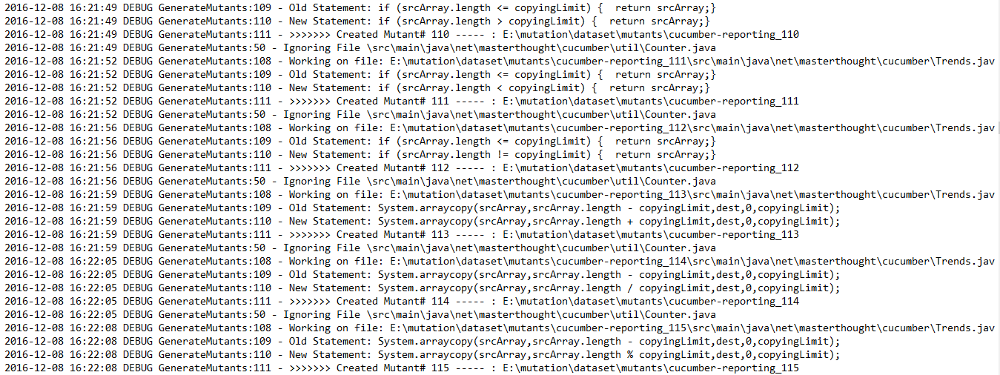 2016-12-08 16:21:49 DEBUG GenerateMutants:109 - Old Statement: if (srcArray.length <= copyingLimit) {  return srcArray;}
2016-12-08 16:21:49 DEBUG GenerateMutants:110 - New Statement: if (srcArray.length > copyingLimit) {  return srcArray;}
2016-12-08 16:21:49 DEBUG GenerateMutants:111 - >>>>>>> Created Mutant# 110 ----- : E:\mutation\dataset\mutants\cucumber-reporting_110
2016-12-08 16:21:49 DEBUG GenerateMutants:50 - Ignoring File \src\main\java\net\masterthought\cucumber\util\Counter.java
2016-12-08 16:21:52 DEBUG GenerateMutants:108 - Working on file: E:\mutation\dataset\mutants\cucumber-reporting_111\src\main\java\net\masterthought\cucumber\Trends.jav
2016-12-08 16:21:52 DEBUG GenerateMutants:109 - Old Statement: if (srcArray.length <= copyingLimit) {  return srcArray;}
2016-12-08 16:21:52 DEBUG GenerateMutants:110 - New Statement: if (srcArray.length < copyingLimit) {  return srcArray;}
2016-12-08 16:21:52 DEBUG GenerateMutants:111 - >>>>>>> Created Mutant# 111 ----- : E:\mutation\dataset\mutants\cucumber-reporting_111
2016-12-08 16:21:52 DEBUG GenerateMutants:50 - Ignoring File \src\main\java\net\masterthought\cucumber\util\Counter.java
2016-12-08 16:21:56 DEBUG GenerateMutants:108 - Working on file: E:\mutation\dataset\mutants\cucumber-reporting_112\src\main\java\net\masterthought\cucumber\Trends.jav
2016-12-08 16:21:56 DEBUG GenerateMutants:109 - Old Statement: if (srcArray.length <= copyingLimit) {  return srcArray;}
2016-12-08 16:21:56 DEBUG GenerateMutants:110 - New Statement: if (srcArray.length != copyingLimit) {  return srcArray;}
2016-12-08 16:21:56 DEBUG GenerateMutants:111 - >>>>>>> Created Mutant# 112 ----- : E:\mutation\dataset\mutants\cucumber-reporting_112
2016-12-08 16:21:56 DEBUG GenerateMutants:50 - Ignoring File \src\main\java\net\masterthought\cucumber\util\Counter.java
2016-12-08 16:21:59 DEBUG GenerateMutants:108 - Working on file: E:\mutation\dataset\mutants\cucumber-reporting_113\src\main\java\net\masterthought\cucumber\Trends.jav
2016-12-08 16:21:59 DEBUG GenerateMutants:109 - Old Statement: System.arraycopy(srcArray,srcArray.length - copyingLimit,dest,0,copyingLimit);
2016-12-08 16:21:59 DEBUG GenerateMutants:110 - New Statement: System.arraycopy(srcArray,srcArray.length + copyingLimit,dest,0,copyingLimit);
2016-12-08 16:21:59 DEBUG GenerateMutants:111 - >>>>>>> Created Mutant# 113 ----- : E:\mutation\dataset\mutants\cucumber-reporting_113
2016-12-08 16:21:59 DEBUG GenerateMutants:50 - Ignoring File \src\main\java\net\masterthought\cucumber\util\Counter.java
2016-12-08 16:22:05 DEBUG GenerateMutants:108 - Working on file: E:\mutation\dataset\mutants\cucumber-reporting_114\src\main\java\net\masterthought\cucumber\Trends.jav
2016-12-08 16:22:05 DEBUG GenerateMutants:109 - Old Statement: System.arraycopy(srcArray,srcArray.length - copyingLimit,dest,0,copyingLimit);
2016-12-08 16:22:05 DEBUG GenerateMutants:110 - New Statement: System.arraycopy(srcArray,srcArray.length / copyingLimit,dest,0,copyingLimit);
2016-12-08 16:22:05 DEBUG GenerateMutants:111 - >>>>>>> Created Mutant# 114 ----- : E:\mutation\dataset\mutants\cucumber-reporting_114
2016-12-08 16:22:05 DEBUG GenerateMutants:50 - Ignoring File \src\main\java\net\masterthought\cucumber\util\Counter.java
2016-12-08 16:22:08 DEBUG GenerateMutants:108 - Working on file: E:\mutation\dataset\mutants\cucumber-reporting_115\src\main\java\net\masterthought\cucumber\Trends.jav
2016-12-08 16:22:08 DEBUG GenerateMutants:109 - Old Statement: System.arraycopy(srcArray,srcArray.length - copyingLimit,dest,0,copyingLimit);
2016-12-08 16:22:08 DEBUG GenerateMutants:110 - New Statement: System.arraycopy(srcArray,srcArray.length % copyingLimit,dest,0,copyingLimit);
2016-12-08 16:22:08 DEBUG GenerateMutants:111 - >>>>>>> Created Mutant# 115 ----- : E:\mutation\dataset\mutants\cucumber-reporting_115